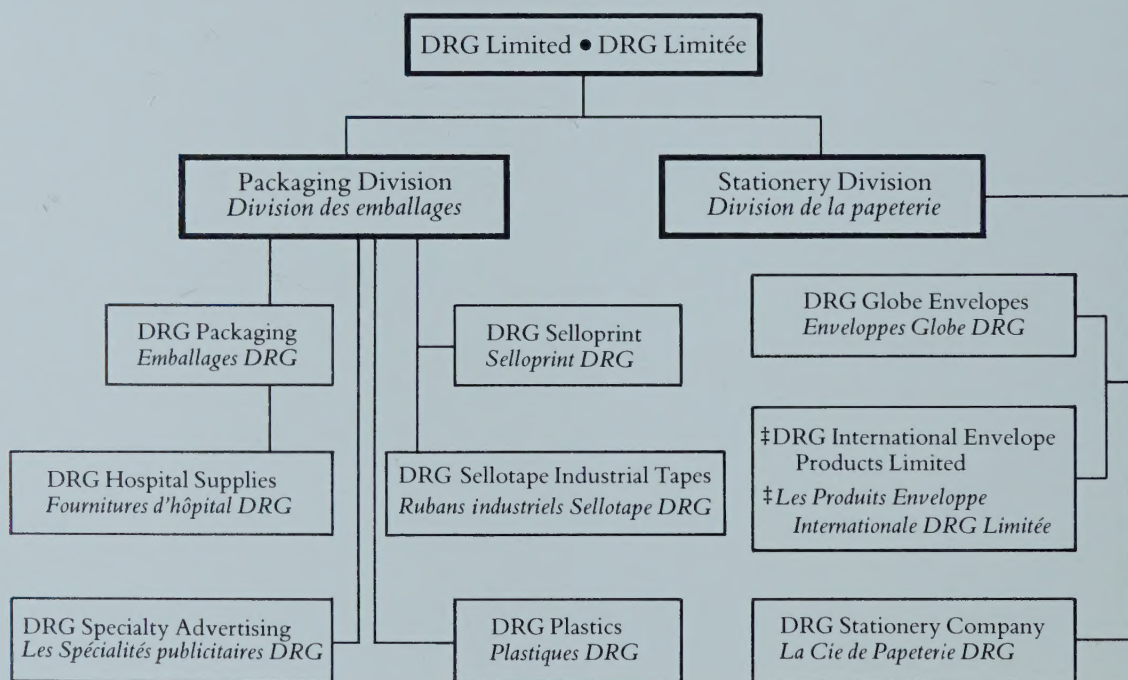 DRG Limited • DRG Limitée
Packaging Division
Division des emballages
Stationery Division
Division de la papeterie
DRG Packaging
Emballages DRG
DRG Selloprint
Selloprint DRG
DRG Globe Envelopes
Enveloppes Globe DRG
DRG Hospital Supplies
Fournitures d'hôpital DRG
DRG Sellotape Industrial Tapes
Rubans industriels Sellotape DRG
‡DRG International Envelope
Products Limited
‡Les Produits Enveloppe
Internationale DRG Limitée
DRG Specialty Advertising
Les Spécialités publicitaires DRG
DRG Plastics
Plastiques DRG
DRG Stationery Company
La Cie de Papeterie DRG